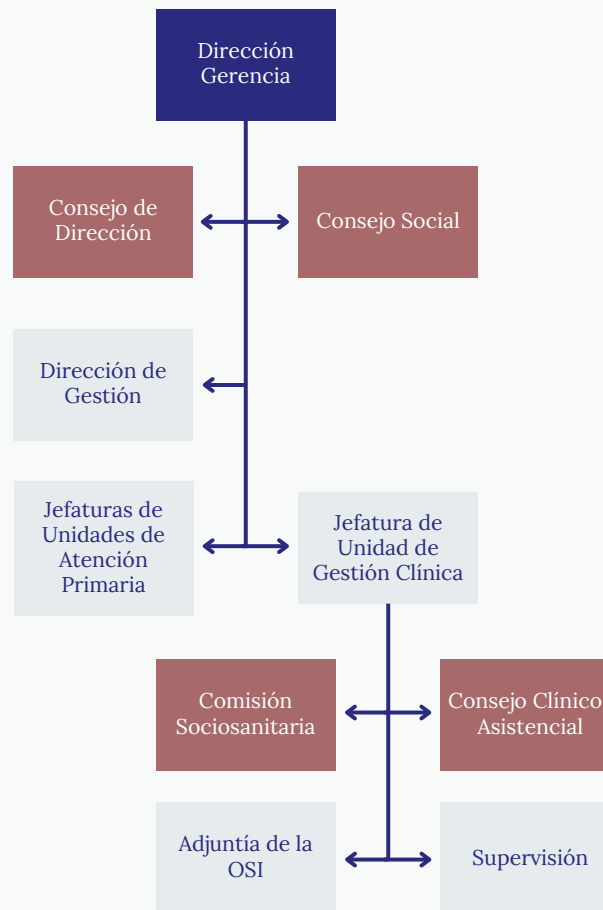 Dirección
Gerencia
Consejo de
Dirección
Consejo Social
Dirección de
Gestión
Jefaturas de
Unidades de
Atención
Primaria
Jefatura de
Unidad de
Gestión Clínica
Comisión
Sociosanitaria
Consejo Clínico
Asistencial
Adjuntía de la
OSI
Supervisión